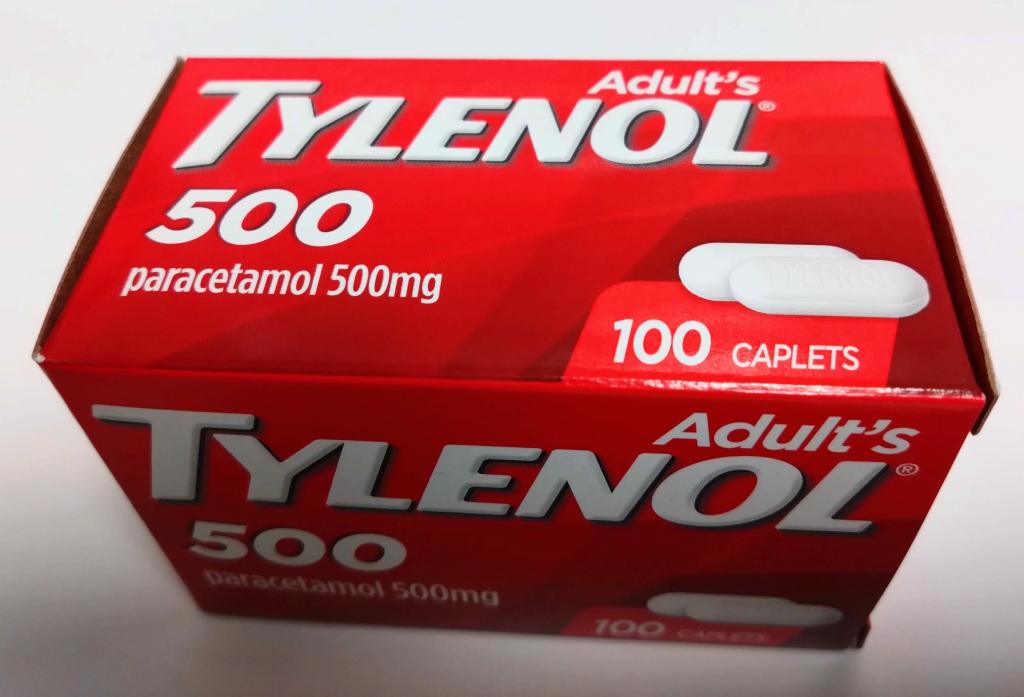 Adult's
TYLENOL®
500
paracetamol 500mg
TYLENOL
100 CAPLETS
Adult's
TYLENOL®
500
paracetamol 500mg
100 CAPLETS